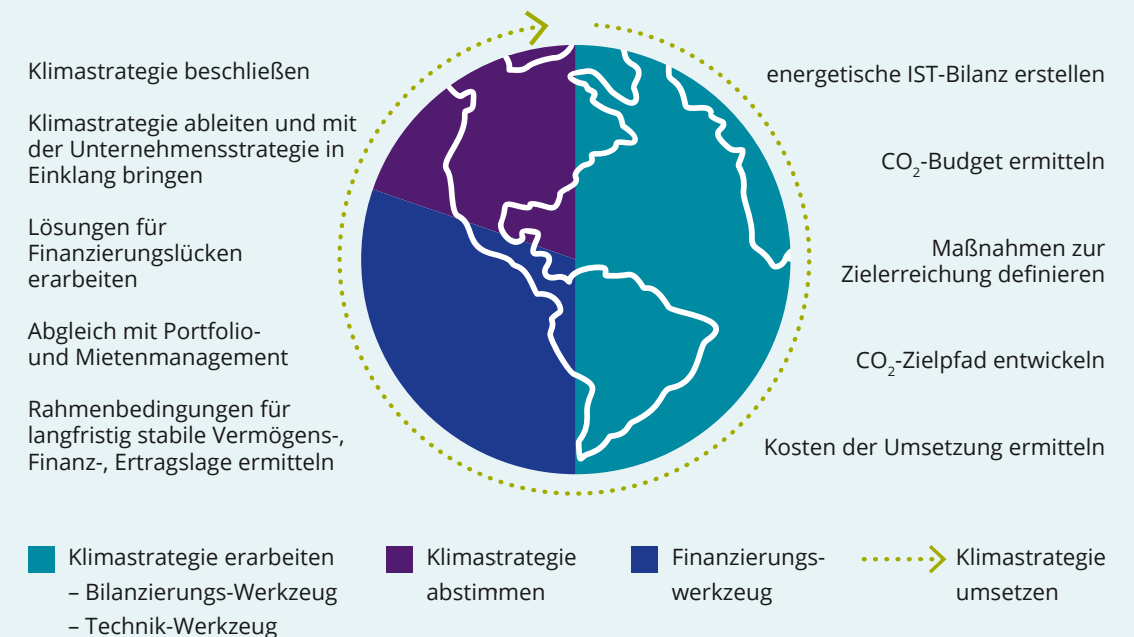 Klimastrategie beschließen
Klimastrategie ableiten und mit
der Unternehmensstrategie in
Einklang bringen
Lösungen für
Finanzierungslücken
erarbeiten
Abgleich mit Portfolio-
und Mietenmanagement
Rahmenbedingungen für
langfristig stabile Vermögens-,
Finanz-, Ertragslage ermitteln
energetische IST-Bilanz erstellen
CO₂-Budget ermitteln
Maßnahmen zur
Zielerreichung definieren
CO₂-Zielpfad entwickeln
Kosten der Umsetzung ermitteln
Klimastrategie erarbeiten
– Bilanzierungs-Werkzeug
– Technik-Werkzeug
Klimastrategie
abstimmen
Finanzierungs-
werkzeug
Klimastrategie
umsetzen